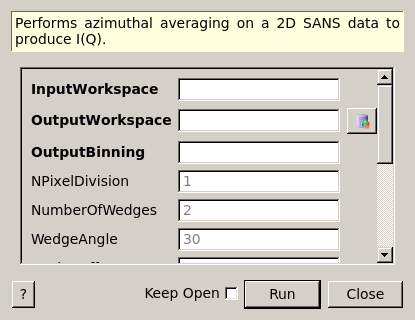 Performs azimuthal averaging on a 2D SANS data to
produce I(Q).
InputWorkspace
OutputWorkspace
OutputBinning
NPixelDivision 1
NumberOfWedges 2
WedgeAngle 30
? Keep Open Run Close